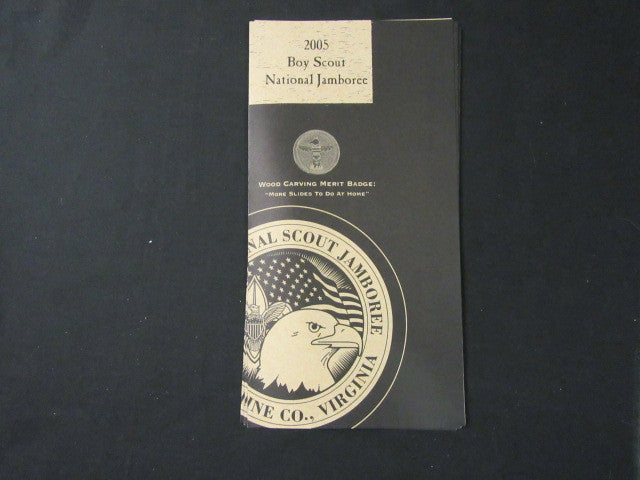 2005
Boy Scout
National Jamboree
Wood Carving Merit Badge:
"More Slides To Do At Home"
NAL SCOUT JAMBOREE
NE CO., VIRGINIA